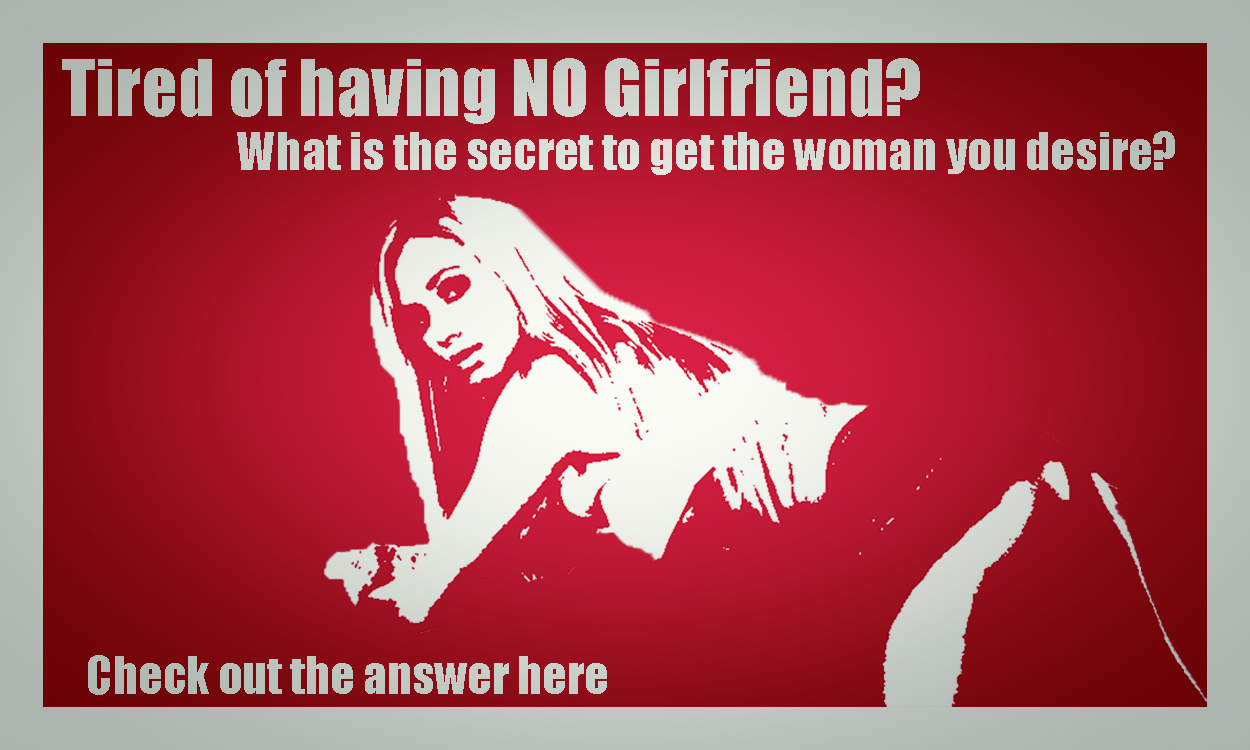 Tired of having NO Girlfriend?
What is the secret to get the woman you desire?
Check out the answer here